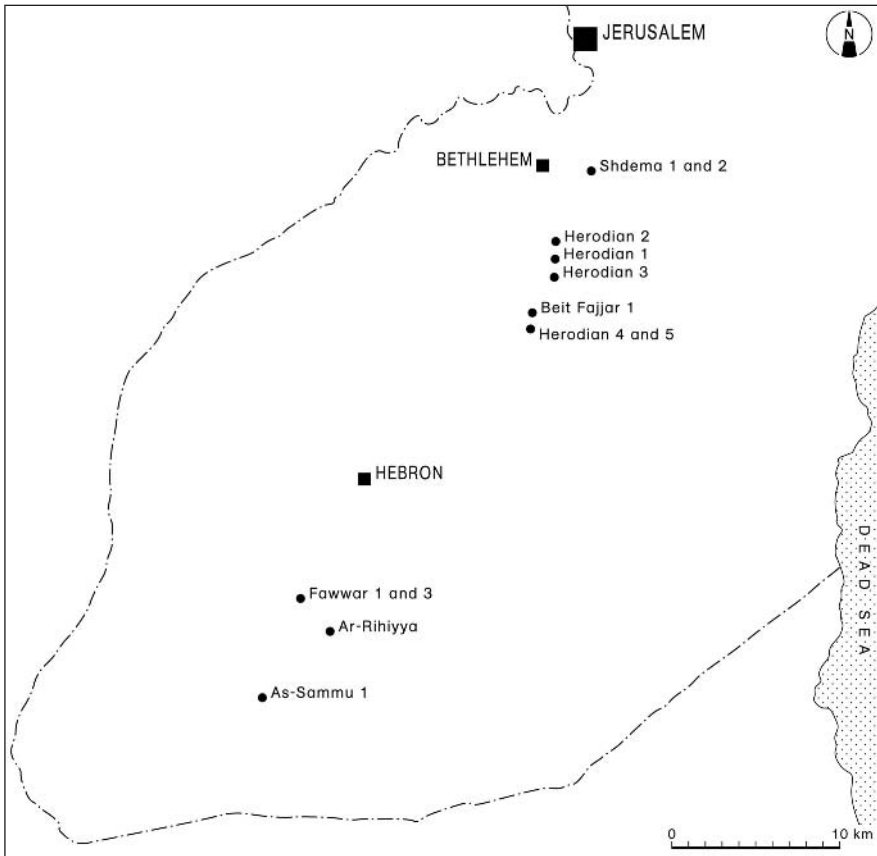 JERUSALEM
N
BETHLEHEM
Shdema 1 and 2
Herodian 2
Herodian 1
Herodian 3
Beit Fajjar 1
Herodian 4 and 5
HEBRON
DEAD SEA
Fawwar 1 and 3
Ar-Rihiyya
As-Sammu 1
0 10 km